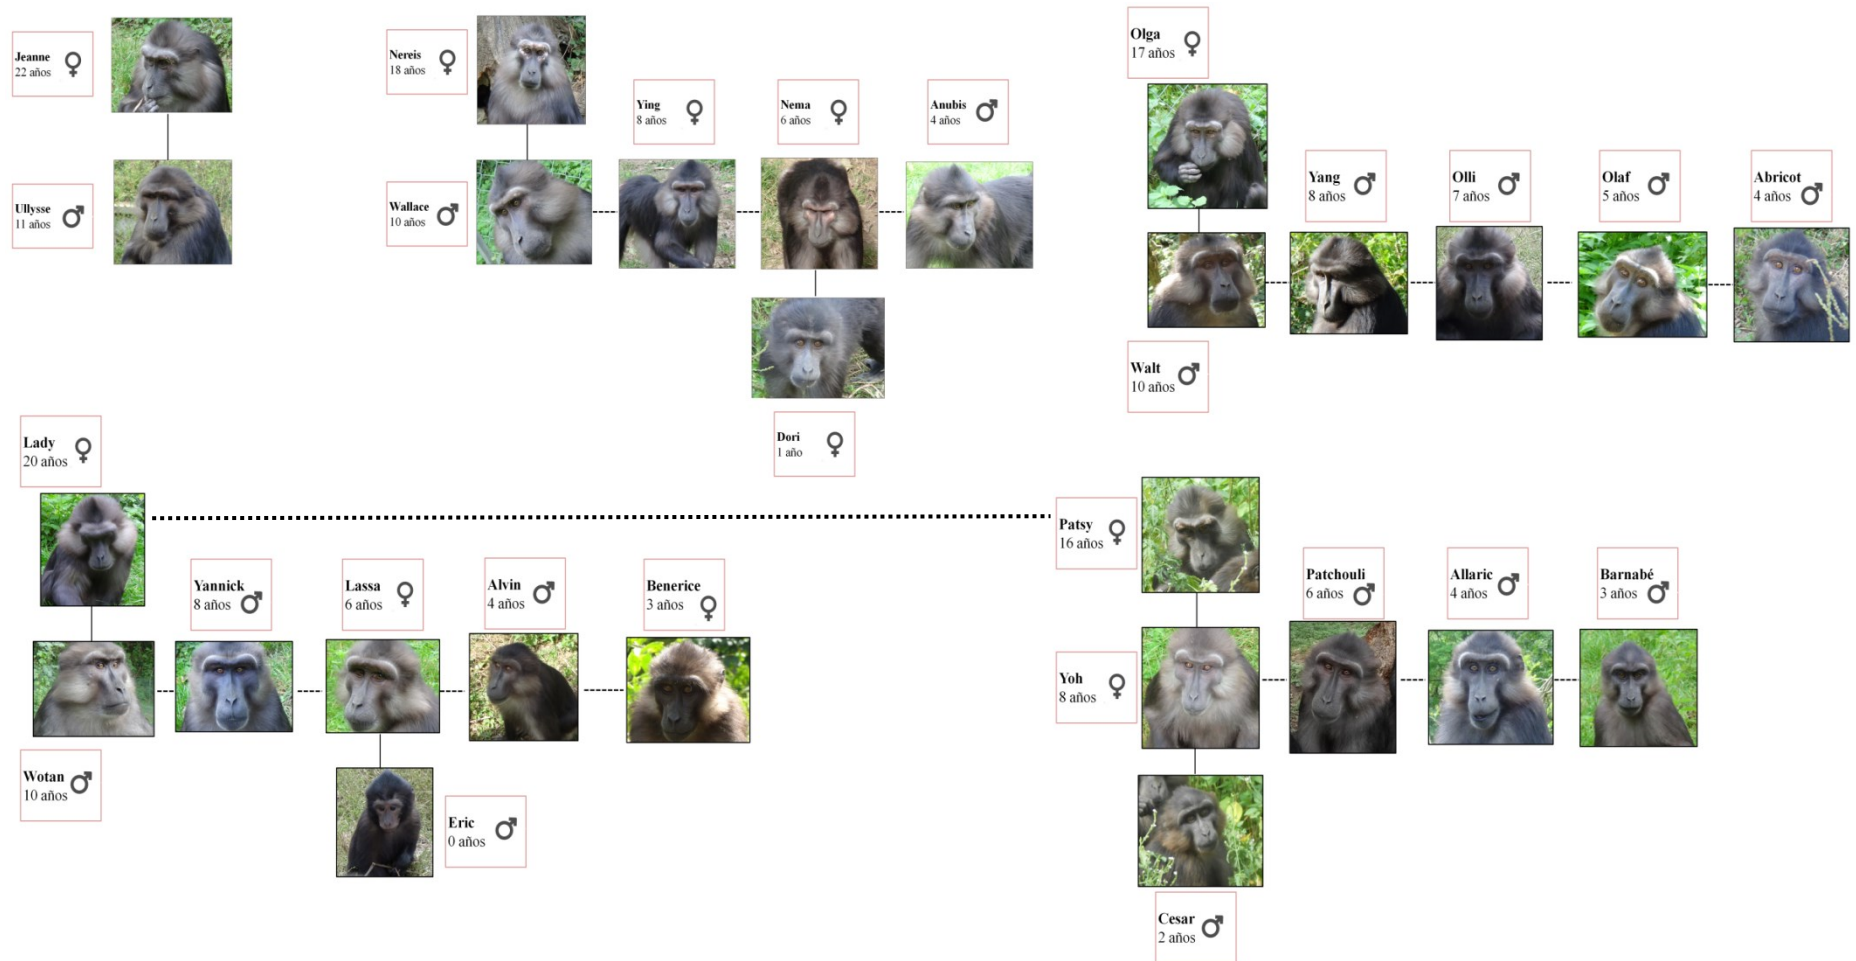 Jeanne
22 años
Ullysse
11 años
Nereis
18 años
Wallace
10 años
Ying
8 años
Nema
6 años
Anubis
4 años
Dori
1 año
Olga
17 años
Yang
8 años
Olli
7 años
Olaf
5 años
Abricot
4 años
Walt
10 años
Lady
20 años
Yannick
8 años
Lassa
6 años
Alvin
4 años
Benerice
3 años
Wotan
10 años
Eric
0 años
Patsy
16 años
Patchouli
6 años
Allaric
4 años
Barnabé
3 años
Yoh
8 años
Cesar
2 años